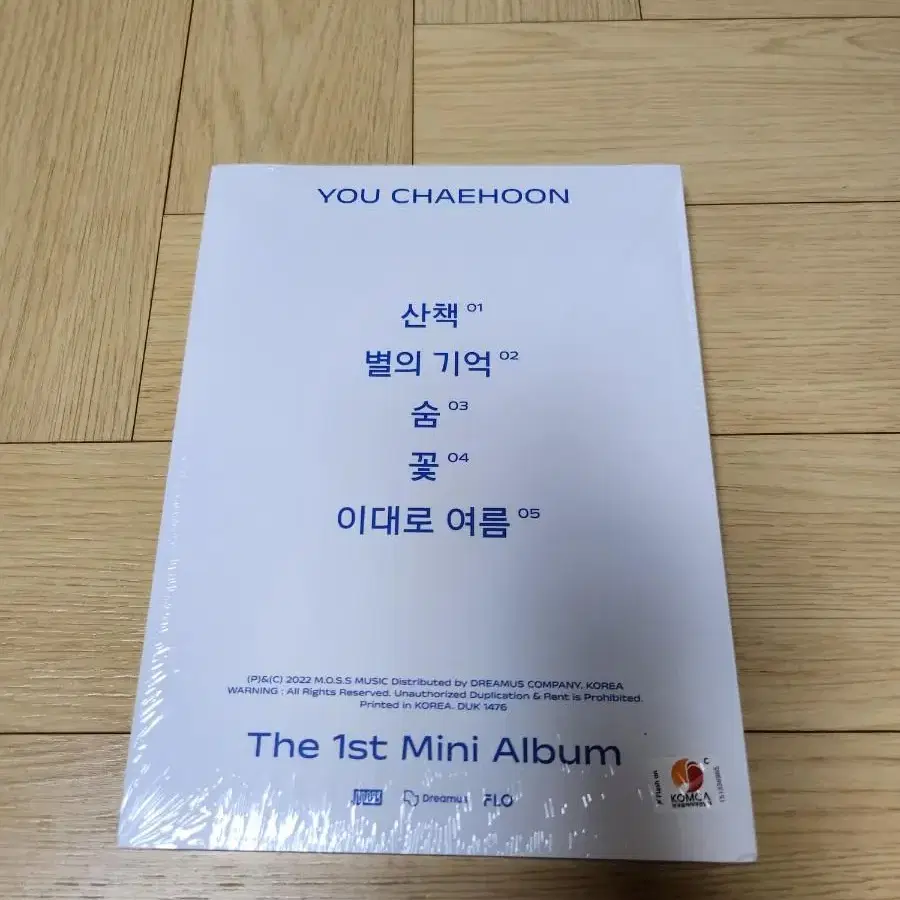 YOU CHAEHOON
산책 01
별의 기억 02
숨 03
꽃 04
이대로 여름 05
(P)&(C) 2022 M.O.S.S MUSIC Distributed by DREAMUS COMPANY. KOREA
WARNING : All Rights Reserved. Unauthorized Duplication & Rent is Prohibited.
Printed in KOREA. DUK 1476
The 1st Mini Album
Dreamus FLO
KOMCA